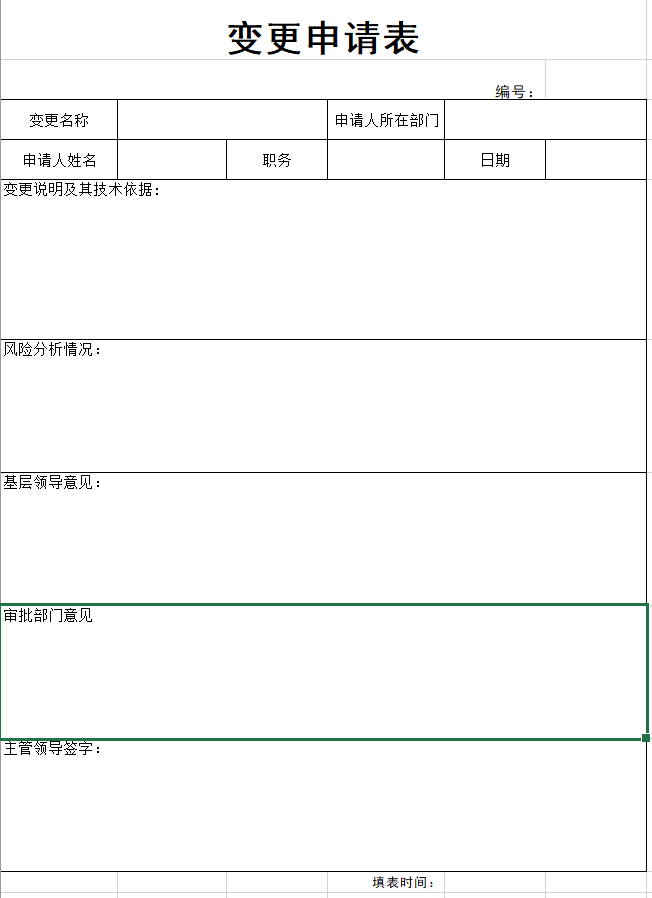 变更申请表
编号：
变更名称 申请人所在部门
申请人姓名 职务 日期
变更说明及其技术依据：
风险分析情况：
基层领导意见：
审批部门意见
主管领导签字：
填表时间：